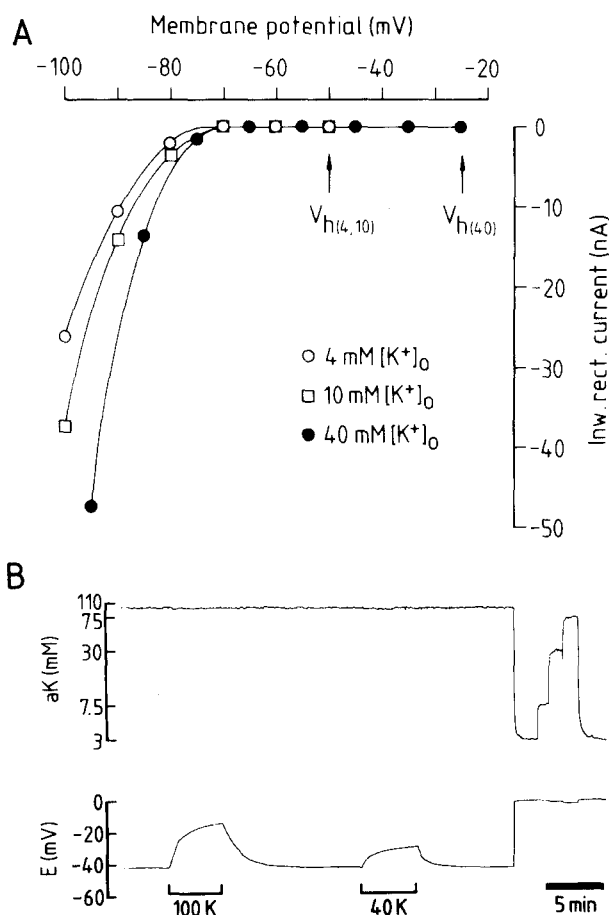 A
Membrane potential (mV)
-100 -80 -60 -40 -20
0
-10
-20
-30
-40
-50
Inw. rect. current (nA)
Vh(4,10)
Vh(40)
4 mM [K+]o
10 mM [K+]o
40 mM [K+]o
B
aK (mM)
110
75
30
7.5
3
E (mV)
0
-20
-40
-60
100 K
40 K
5 min